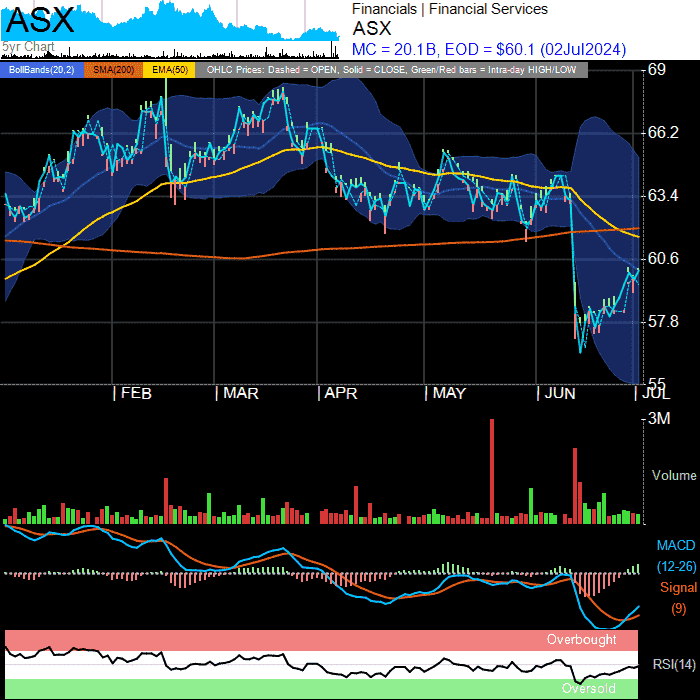 ASX
5yr Chart
Financials | Financial Services
ASX
MC = 20.1B, EOD = $60.1 (02Jul2024)
BollBands(20,2) SMA(200) EMA(50) OHLC Prices: Dashed = OPEN, Solid = CLOSE, Green/Red bars = Intra-day HIGH/LOW
69
66.2
63.4
60.6
57.8
55
FEB MAR APR MAY JUN JUL
3M
Volume
MACD
(12-26)
Signal
(9)
Overbought
RSI(14)
Oversold